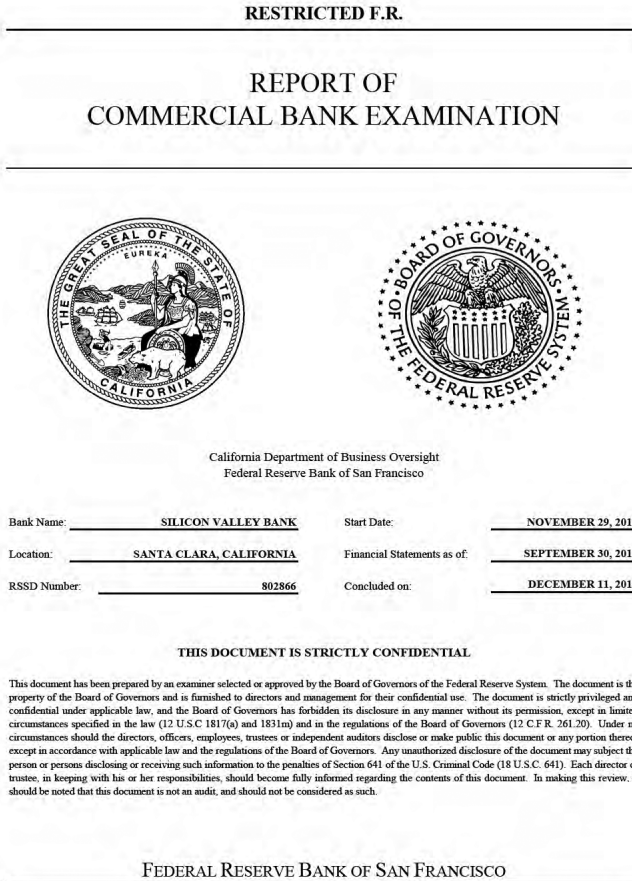 RESTRICTED F.R.
REPORT OF
COMMERCIAL BANK EXAMINATION
THE GREAT SEAL OF THE STATE OF CALIFORNIA
EUREKA
BOARD OF GOVERNORS OF THE FEDERAL RESERVE SYSTEM
California Department of Business Oversight
Federal Reserve Bank of San Francisco
Bank Name: SILICON VALLEY BANK Start Date: NOVEMBER 29, 201
Location: SANTA CLARA, CALIFORNIA Financial Statements as of: SEPTEMBER 30, 201
RSSD Number: 802866 Concluded on: DECEMBER 11, 201
THIS DOCUMENT IS STRICTLY CONFIDENTIAL
This document has been prepared by an examiner selected or approved by the Board of Governors of the Federal Reserve System. The document is th
property of the Board of Governors and is furnished to directors and management for their confidential use. The document is strictly privileged an
confidential under applicable law, and the Board of Governors has forbidden its disclosure in any manner without its permission, except in limite
circumstances specified in the law (12 U.S.C 1817(a) and 1831m) and in the regulations of the Board of Governors (12 C.F.R. 261.20). Under n
circumstances should the directors, officers, employees, trustees or independent auditors disclose or make public this document or any portion thereo
except in accordance with applicable law and the regulations of the Board of Governors. Any unauthorized disclosure of the document may subject th
person or persons disclosing or receiving such information to the penalties of Section 641 of the U.S. Criminal Code (18 U.S.C. 641). Each director o
trustee, in keeping with his or her responsibilities, should become fully informed regarding the contents of this document. In making this review,
should be noted that this document is not an audit, and should not be considered as such.
FEDERAL RESERVE BANK OF SAN FRANCISCO